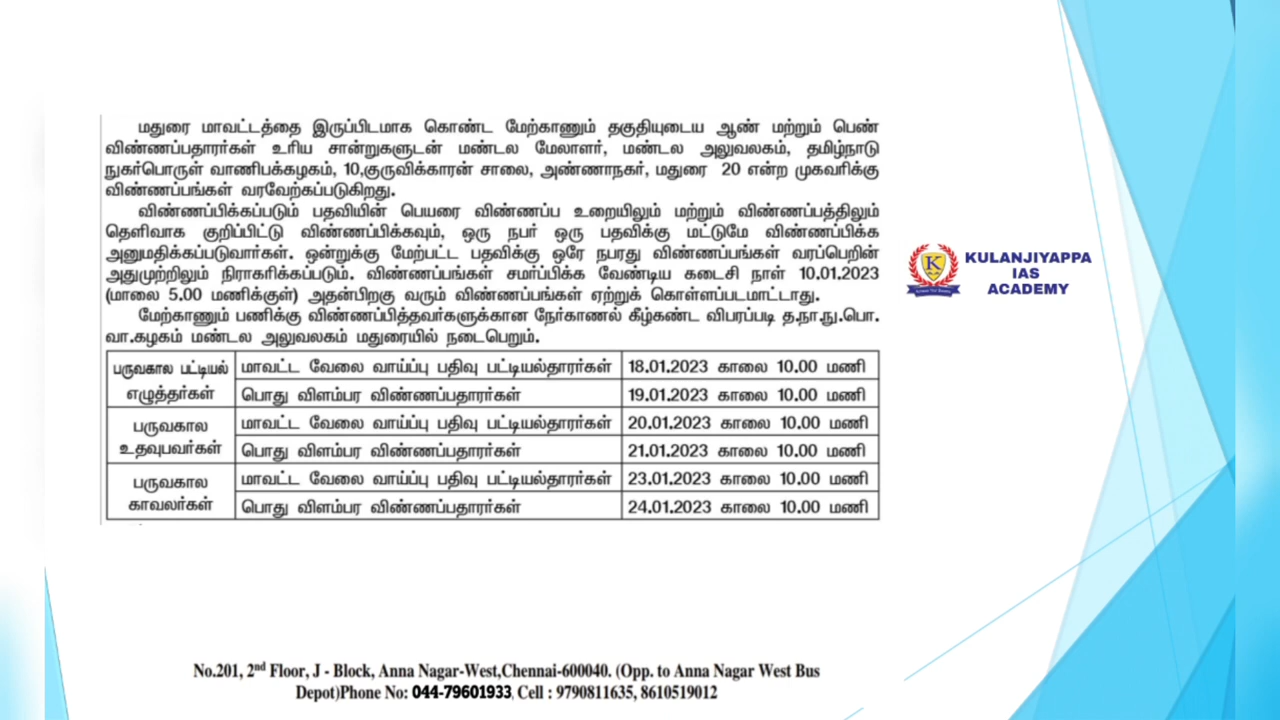 மதுரை மாவட்டத்தை இருப்பிடமாக கொண்ட மேற்காணும் தகுதியுடைய ஆண் மற்றும் பெண்
விண்ணப்பதாரர்கள் உரிய சான்றுகளுடன் மண்டல மேலாளர், மண்டல அலுவலகம், தமிழ்நாடு
நுகர்பொருள் வாணிபக்கழகம், 10,குருவிக்காரன் சாலை, அண்ணாநகர், மதுரை 20 என்ற முகவரிக்கு
விண்ணப்பங்கள் வரவேற்கப்படுகிறது.
விண்ணப்பிக்கப்படும் பதவியின் பெயரை விண்ணப்ப உறையிலும் மற்றும் விண்ணப்பத்திலும்
தெளிவாக குறிப்பிட்டு விண்ணப்பிக்கவும், ஒரு நபர் ஒரு பதவிக்கு மட்டுமே விண்ணப்பிக்க
அனுமதிக்கப்படுவார்கள். ஒன்றுக்கு மேற்பட்ட பதவிக்கு ஒரே நபரது விண்ணப்பங்கள் வரப்பெறின்
அதுமுற்றிலும் நிராகரிக்கப்படும். விண்ணப்பங்கள் சமர்ப்பிக்க வேண்டிய கடைசி நாள் 10.01.2023
(மாலை 5.00 மணிக்குள்) அதன்பிறகு வரும் விண்ணப்பங்கள் ஏற்றுக் கொள்ளப்படமாட்டாது.
மேற்காணும் பணிக்கு விண்ணப்பித்தவர்களுக்கான நேர்காணல் கீழ்கண்ட விபரப்படி த.நா.நு.பொ.
வா.கழகம் மண்டல அலுவலகம் மதுரையில் நடைபெறும்.
பருவகால பட்டியல் எழுத்தர்கள் மாவட்ட வேலை வாய்ப்பு பதிவு பட்டியல்தாரர்கள் 18.01.2023 காலை 10.00 மணி
பொது விளம்பர விண்ணப்பதாரர்கள் 19.01.2023 காலை 10.00 மணி
பருவகால உதவுபவர்கள் மாவட்ட வேலை வாய்ப்பு பதிவு பட்டியல்தாரர்கள் 20.01.2023 காலை 10.00 மணி
பொது விளம்பர விண்ணப்பதாரர்கள் 21.01.2023 காலை 10.00 மணி
பருவகால காவலர்கள் மாவட்ட வேலை வாய்ப்பு பதிவு பட்டியல்தாரர்கள் 23.01.2023 காலை 10.00 மணி
பொது விளம்பர விண்ணப்பதாரர்கள் 24.01.2023 காலை 10.00 மணி
K
KULANJIYAPPA
IAS
ACADEMY
No.201, 2nd Floor, J - Block, Anna Nagar-West,Chennai-600040. (Opp. to Anna Nagar West Bus
Depot)Phone No: 044-79601933, Cell : 9790811635, 8610519012